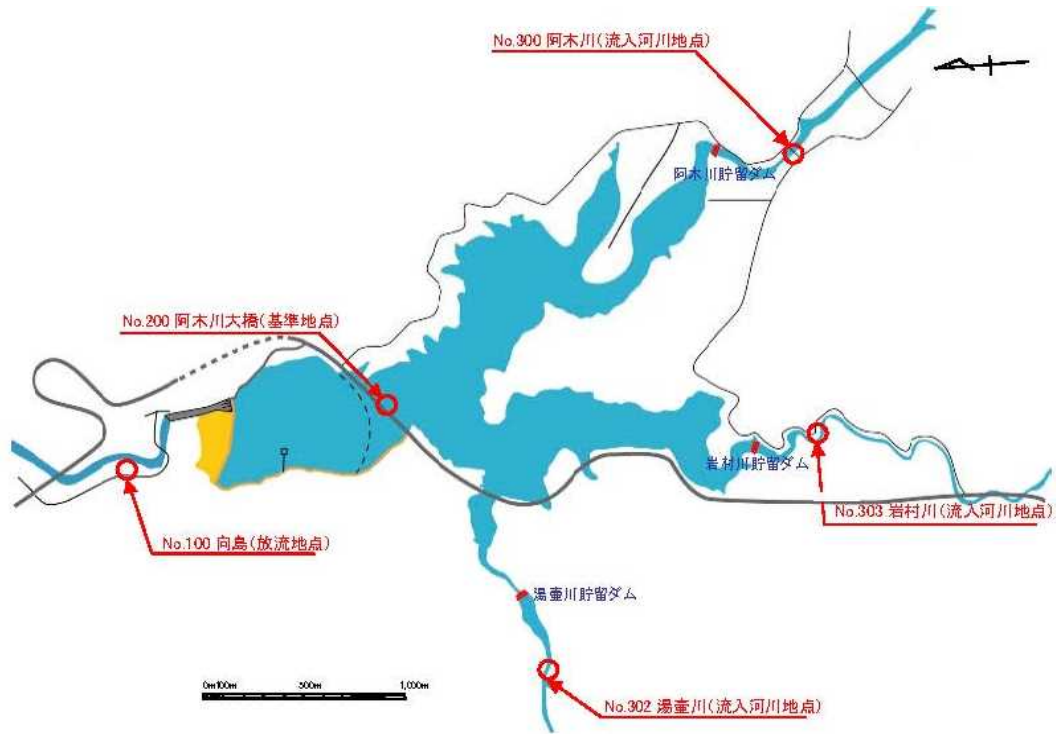 No.300 阿木川(流入河川地点)
阿木川貯留ダム
No.200 阿木川大橋(基準地点)
岩村川貯留ダム
No.303 岩村川(流入河川地点)
No.100 向島(放流地点)
湯壷川貯留ダム
0m100m 500m 1,000m
No.302 湯壷川(流入河川地点)